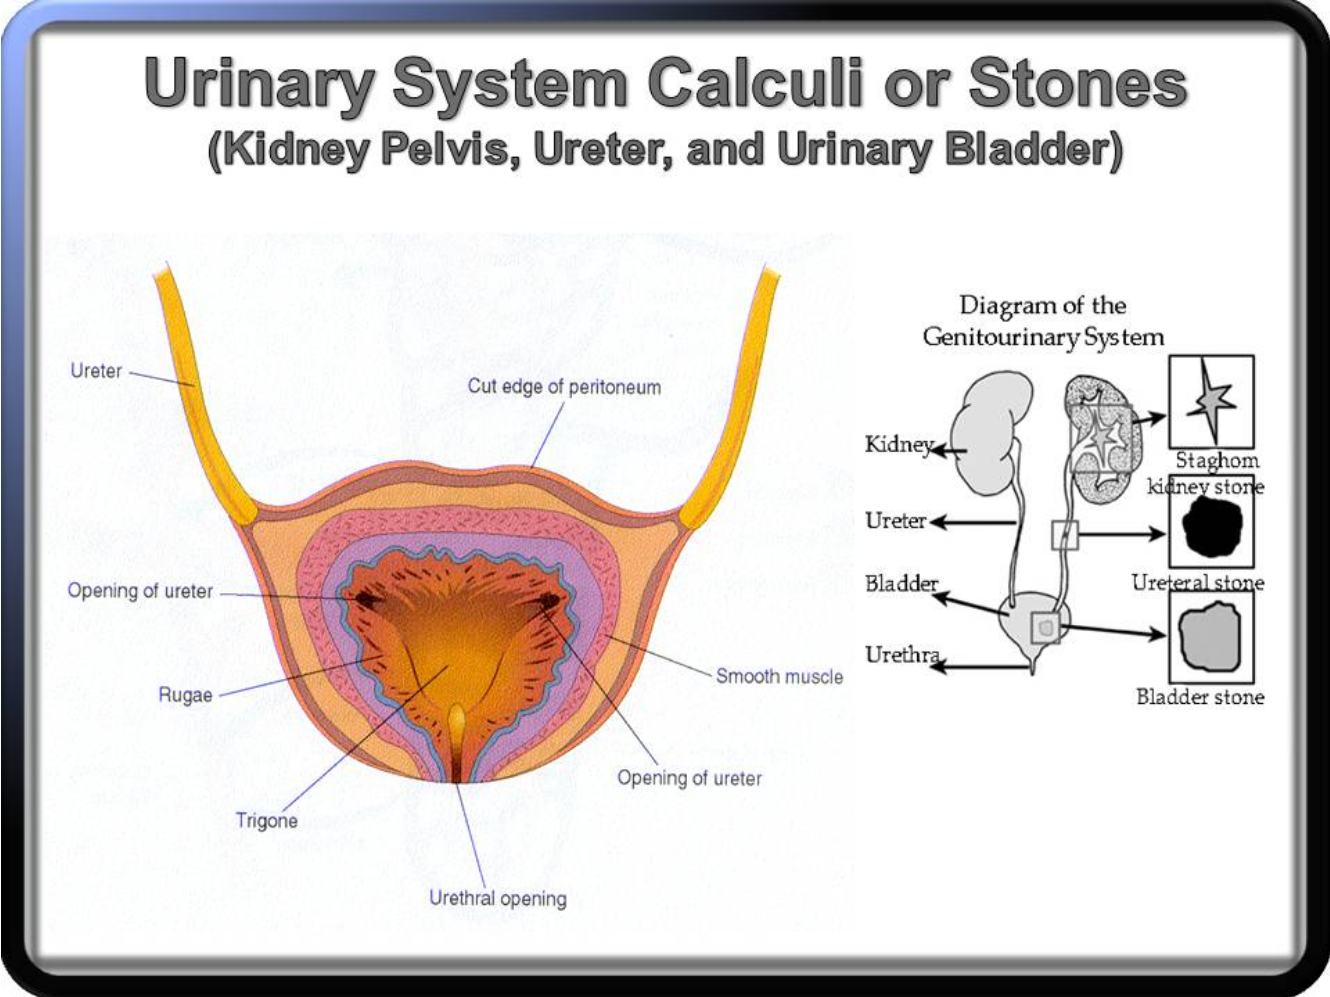 Urinary System Calculi or Stones
(Kidney Pelvis, Ureter, and Urinary Bladder)
Ureter
Cut edge of peritoneum
Opening of ureter
Rugae
Smooth muscle
Opening of ureter
Trigone
Urethral opening
Diagram of the
Genitourinary System
Kidney
Staghorn
kidney stone
Ureter
Ureteral stone
Bladder
Urethra
Bladder stone